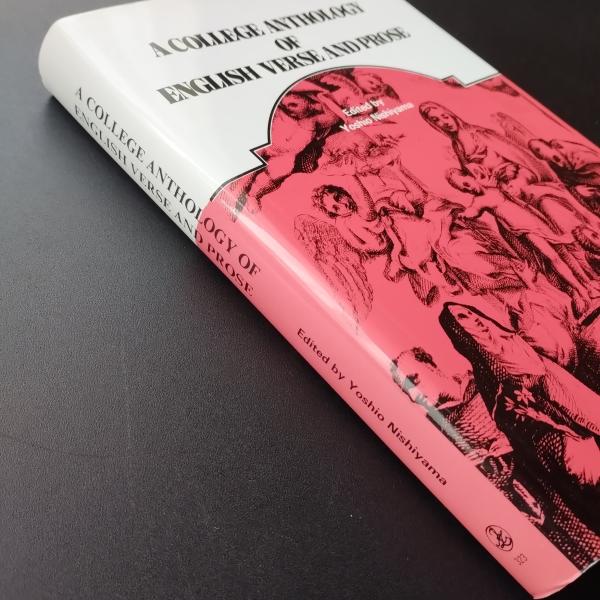 A COLLEGE ANTHOLOGY
OF
ENGLISH VERSE AND PROSE
Edited by
Yoshio Nishiyama
A COLLEGE ANTHOLOGY OF
ENGLISH VERSE AND PROSE
Edited by Yoshio Nishiyama
323